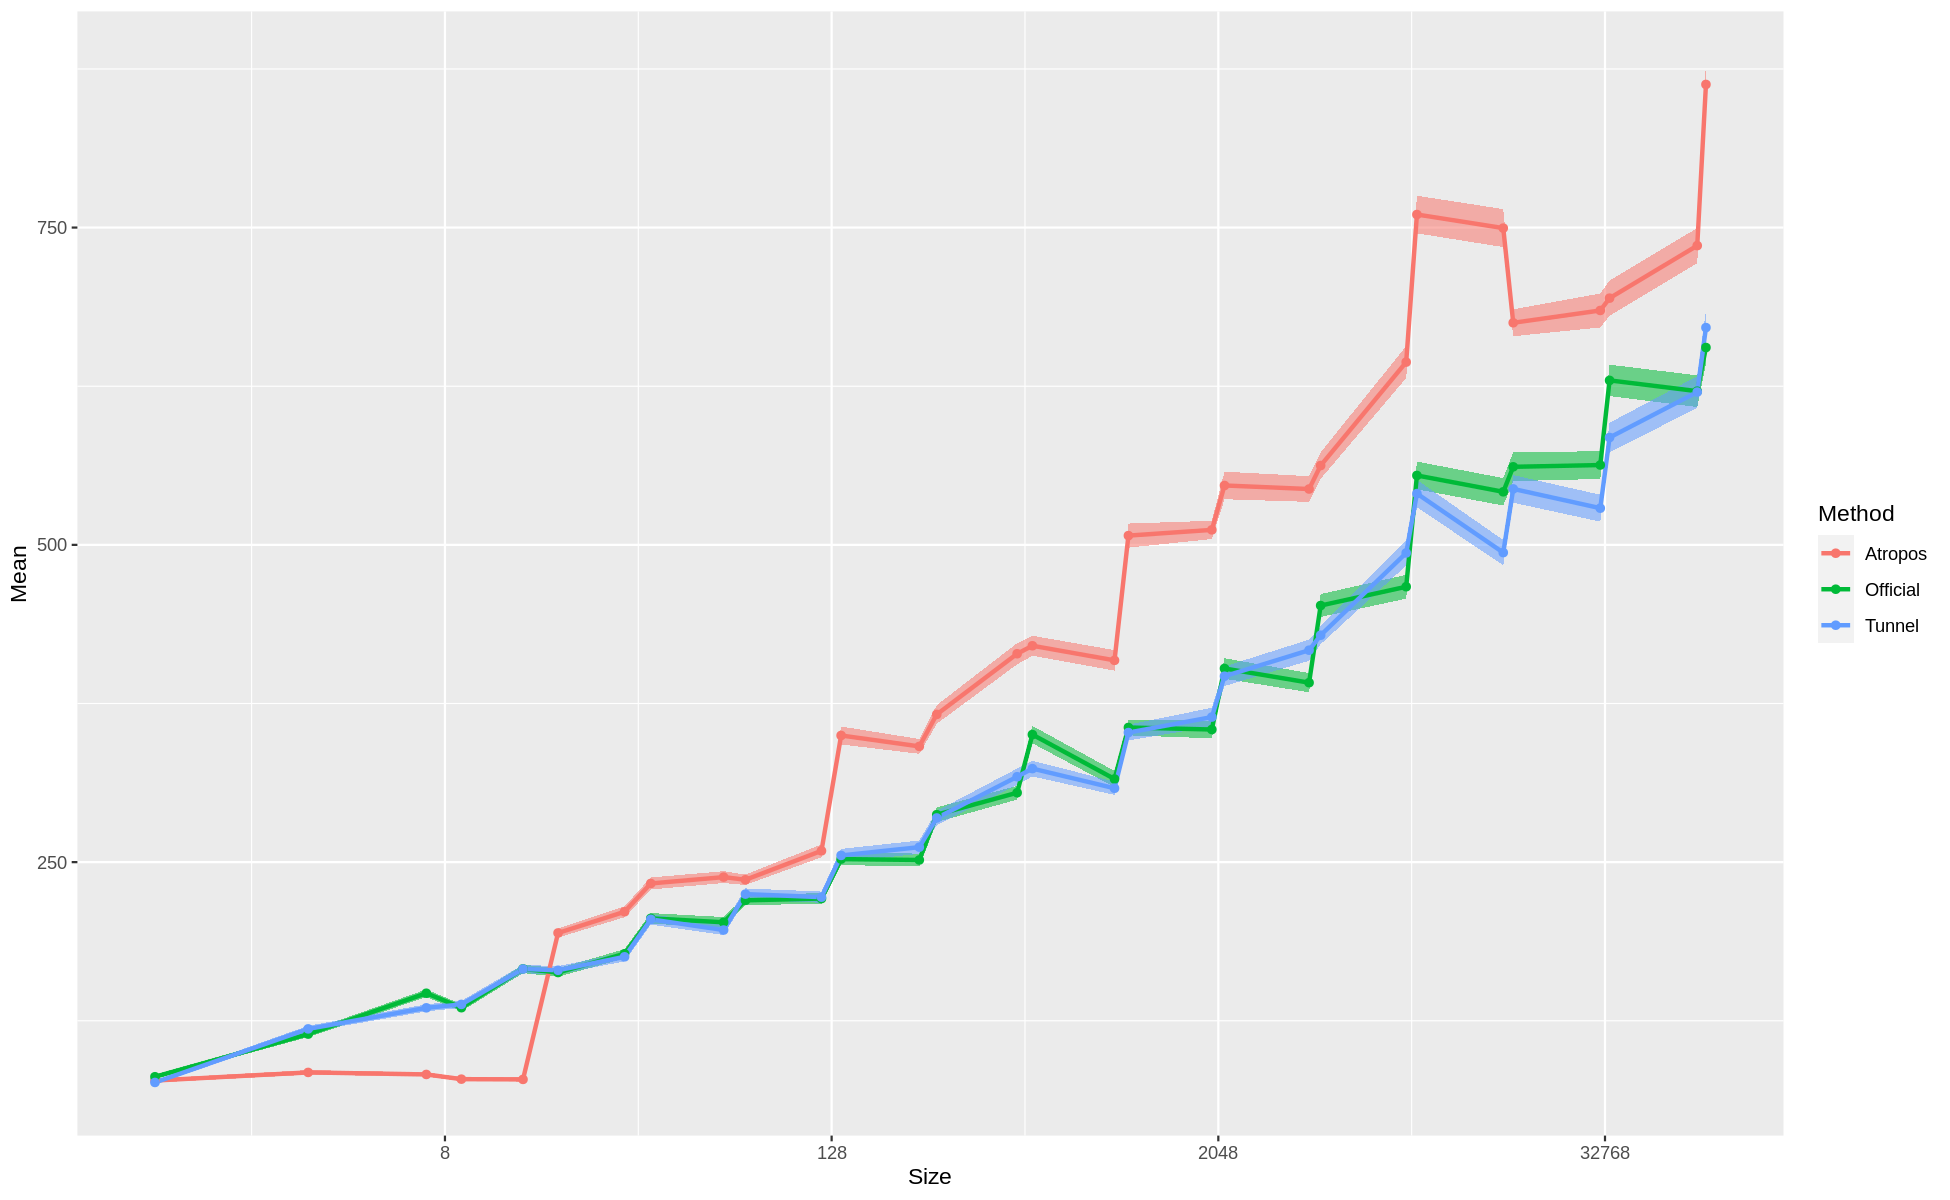 750
500
250
Mean
8
128
2048
32768
Size
Method
Atropos
Official
Tunnel